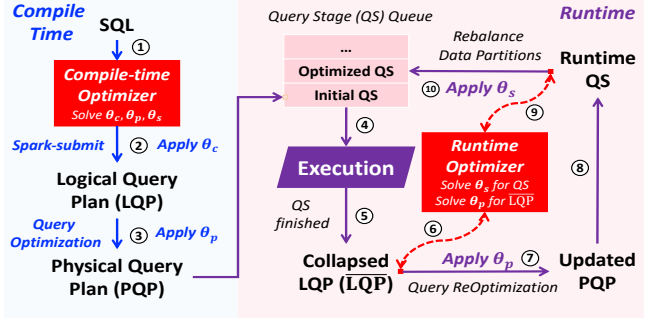 Compile
Time
SQL
①
Compile-time
Optimizer
Solve θc, θp, θs
Spark-submit
②
Apply θc
Logical Query
Plan (LQP)
Query
Optimization
③
Apply θp
Physical Query
Plan (PQP)
Query Stage (QS) Queue
Runtime
...
Optimized QS
Initial QS
Rebalance
Data Partitions
⑩ Apply θs
Runtime
QS
⑨
④
Execution
Runtime
Optimizer
Solve θs for QS
Solve θp for L̅Q̅P̅
QS
finished
⑤
⑥
⑧
Collapsed
LQP (L̅Q̅P̅)
Apply θp ⑦
Query ReOptimization
Updated
PQP